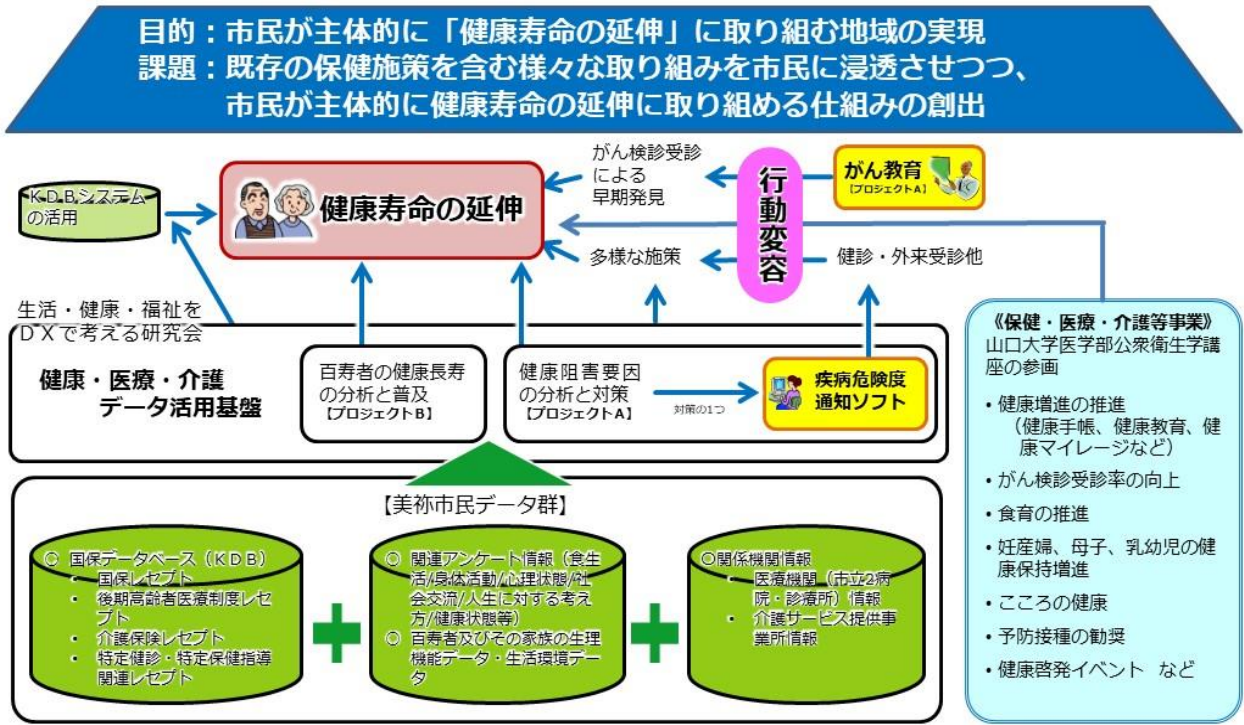 目的：市民が主体的に「健康寿命の延伸」に取り組む地域の実現
課題：既存の保健施策を含む様々な取り組みを市民に浸透させつつ、
市民が主体的に健康寿命の延伸に取り組める仕組みの創出
ＫＤＢシステム
の活用
健康寿命の延伸
がん検診受診
による
早期発見
行動変容
がん教育
【プロジェクトA】
多様な施策
健診・外来受診他
生活・健康・福祉を
ＤＸで考える研究会
健康・医療・介護
データ活用基盤
百寿者の健康長寿
の分析と普及
【プロジェクトB】
健康阻害要因
の分析と対策
【プロジェクトA】
対策の1つ
疾病危険度
通知ソフト
《保健・医療・介護等事業》
山口大学医学部公衆衛生学講
座の参画
・健康増進の推進
（健康手帳、健康教育、健
康マイレージなど）
・がん検診受診率の向上
・食育の推進
・妊産婦、母子、乳幼児の健
康保持増進
・こころの健康
・予防接種の勧奨
・健康啓発イベント など
【美祢市民データ群】
○ 国保データベース（ＫＤＢ）
・ 国保レセプト
・ 後期高齢者医療制度レセ
プト
・ 介護保険レセプト
・ 特定健診・特定保健指導
関連レセプト
○ 関連アンケート情報（食生
活/身体活動/心理状態/社
会交流/人生に対する考え
方/健康状態等）
○ 百寿者及びその家族の生理
機能データ・生活環境デー
タ
○関係機関情報
・ 医療機関（市立2病
院・診療所）情報
・ 介護サービス提供事
業所情報